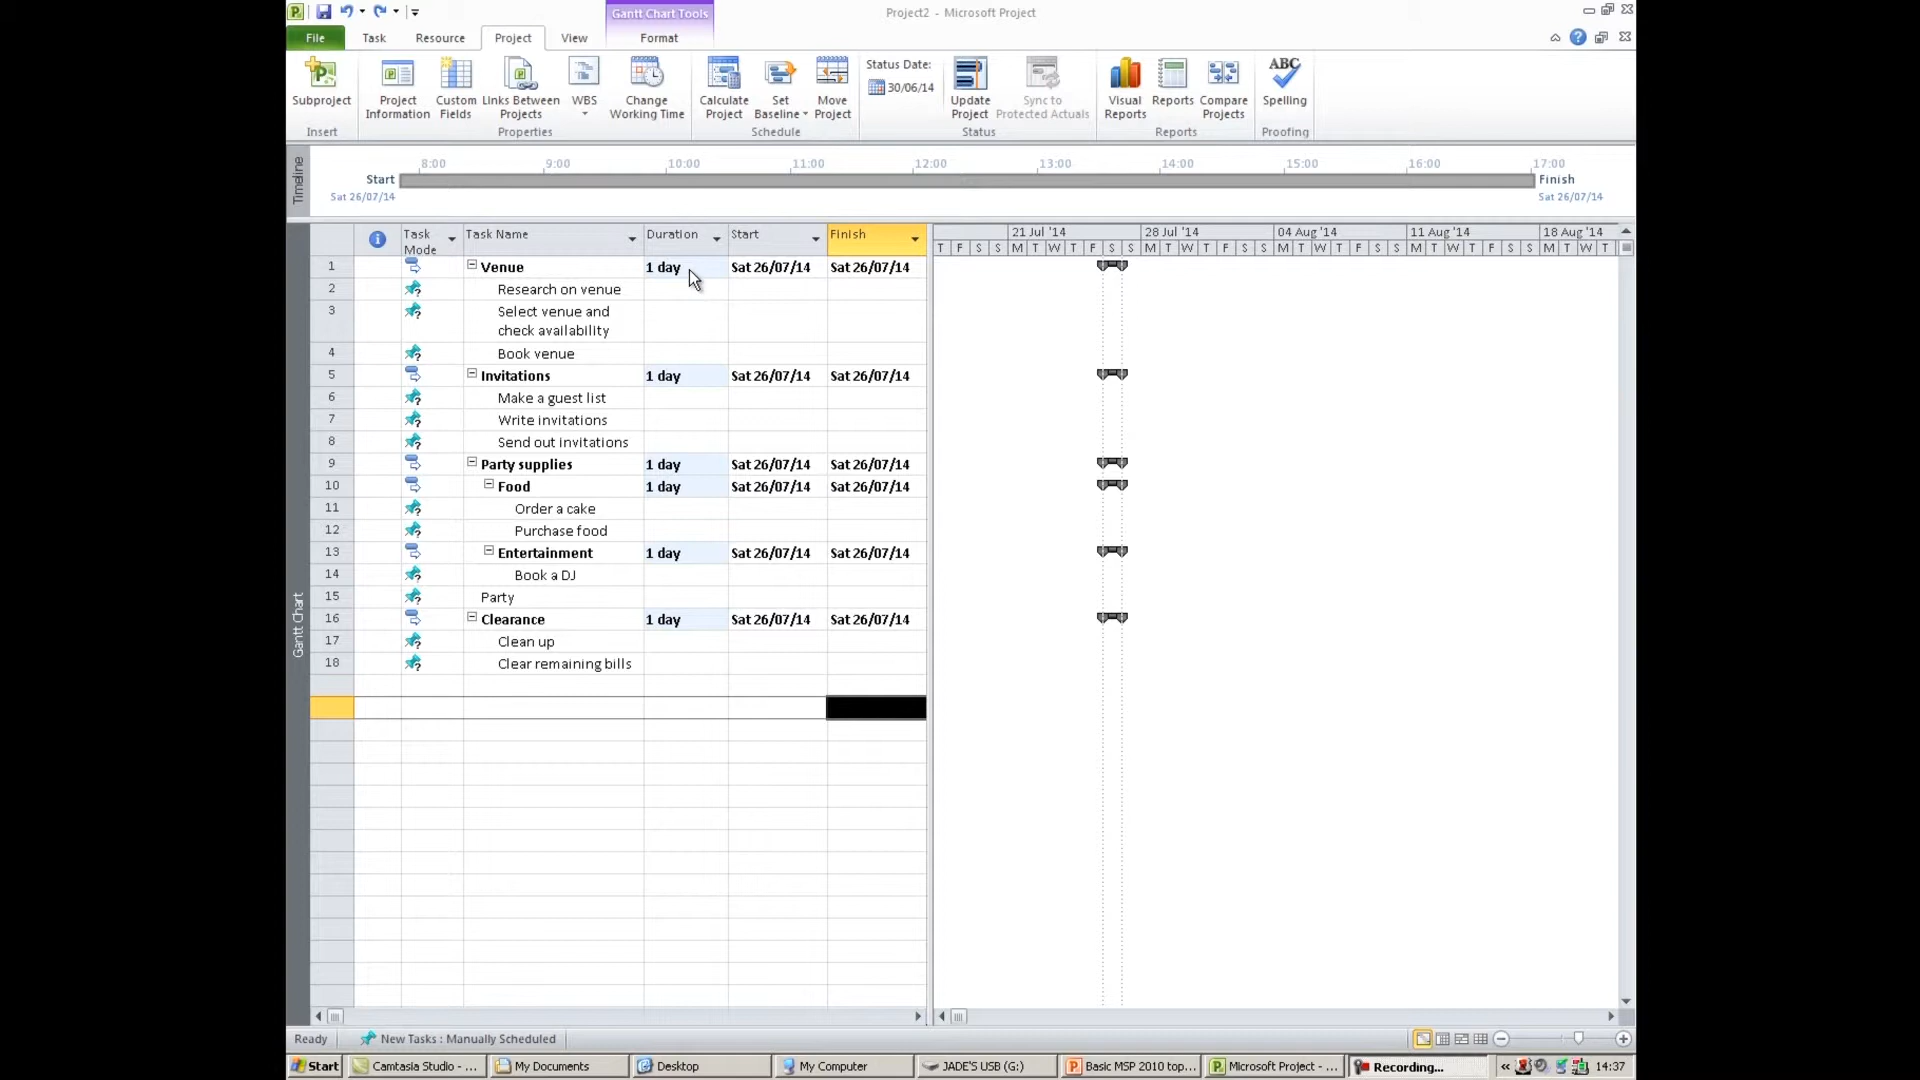 Gantt Chart Tools
Project2 - Microsoft Project
File Task Resource Project View Format
Subproject
Project Information
Custom Fields
Links Between Projects
WBS
Change Working Time
Calculate Project
Set Baseline
Move Project
Status Date:
30/06/14
Update Project
Sync to Protected Actuals
Visual Reports
Reports
Compare Projects
ABC
Spelling
Insert Properties Schedule Status Reports Proofing
Timeline
8:00 9:00 10:00 11:00 12:00 13:00 14:00 15:00 16:00 17:00
Start Finish
Sat 26/07/14 Sat 26/07/14
Task Mode Task Name Duration Start Finish
21 Jul '14 28 Jul '14 04 Aug '14 11 Aug '14 18 Aug '14
T F S S M T W T F S S M T W T F S S M T W T F S S M T W T F S S M T W T
1 Venue 1 day Sat 26/07/14 Sat 26/07/14
2 Research on venue
3 Select venue and
check availability
4 Book venue
5 Invitations 1 day Sat 26/07/14 Sat 26/07/14
6 Make a guest list
7 Write invitations
8 Send out invitations
9 Party supplies 1 day Sat 26/07/14 Sat 26/07/14
10 Food 1 day Sat 26/07/14 Sat 26/07/14
11 Order a cake
12 Purchase food
13 Entertainment 1 day Sat 26/07/14 Sat 26/07/14
14 Book a DJ
15 Party
16 Clearance 1 day Sat 26/07/14 Sat 26/07/14
17 Clean up
18 Clear remaining bills
Gantt Chart
Ready New Tasks : Manually Scheduled
Start Camtasia Studio - ... My Documents Desktop My Computer JADE'S USB (G:) Basic MSP 2010 top... Microsoft Project - ... Recording... « 14:37